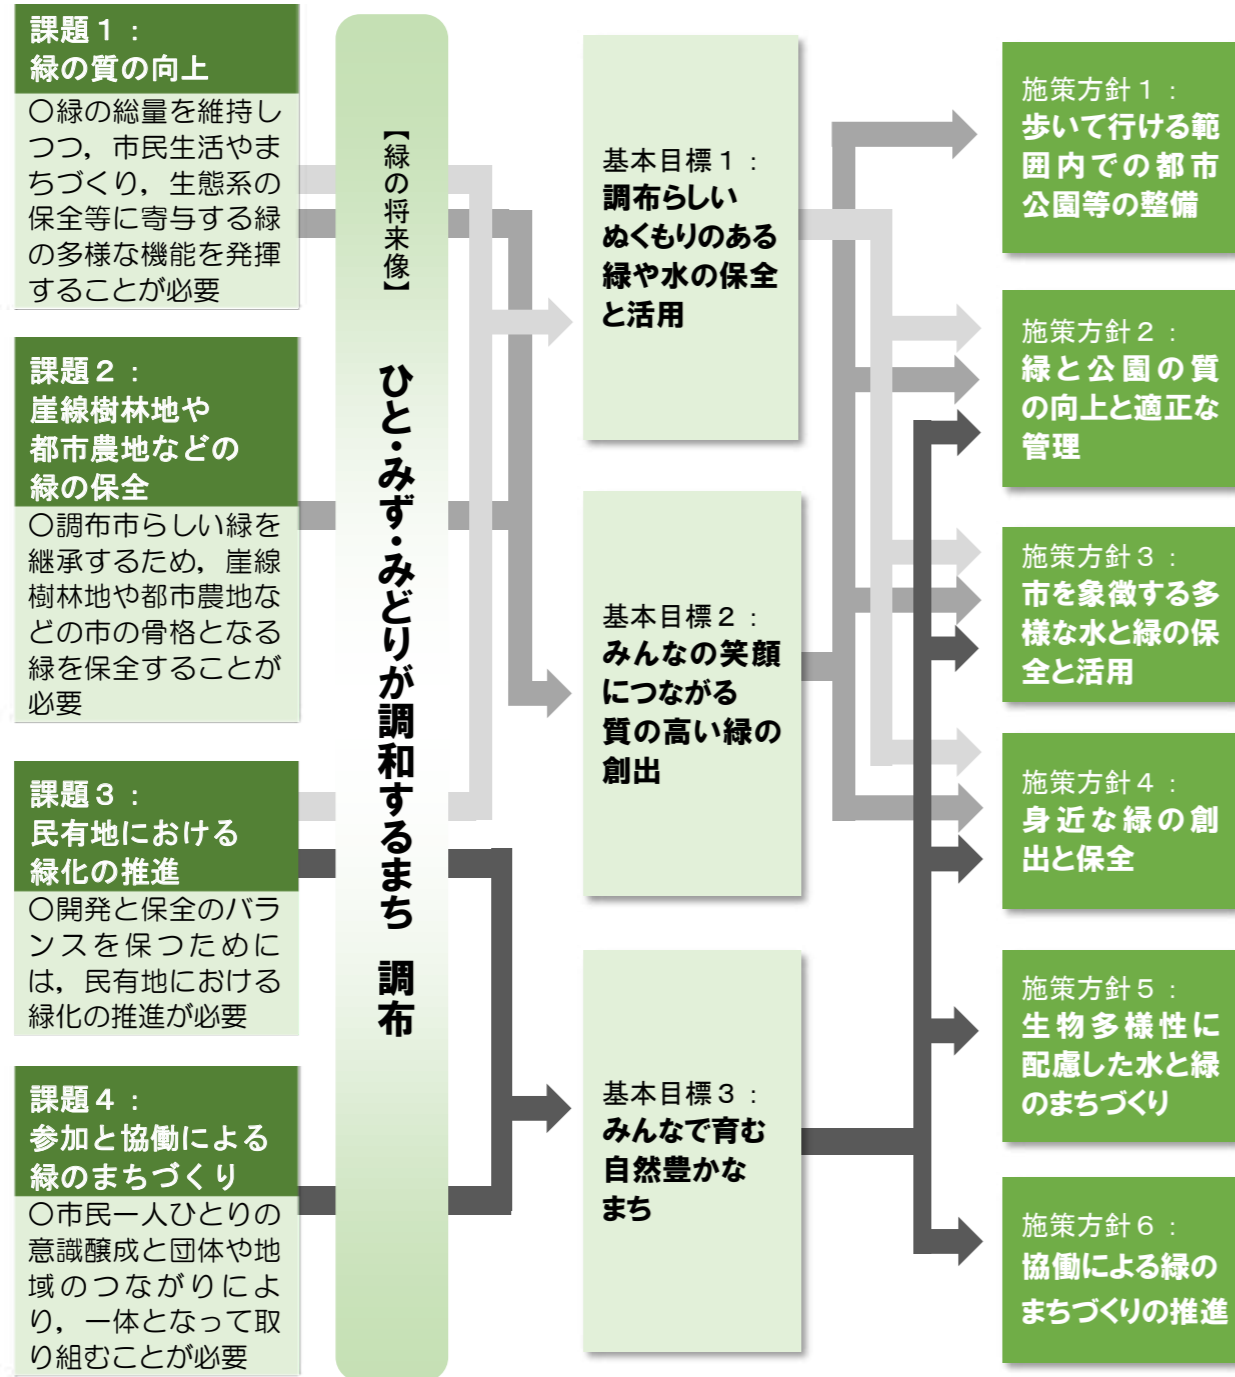 課題１：
緑の質の向上
○緑の総量を維持し
つつ，市民生活やま
ちづくり，生態系の
保全等に寄与する緑
の多様な機能を発揮
することが必要
課題２：
崖線樹林地や
都市農地などの
緑の保全
○調布市らしい緑を
継承するため，崖線
樹林地や都市農地な
どの市の骨格となる
緑を保全することが
必要
課題３：
民有地における
緑化の推進
○開発と保全のバラ
ンスを保つために
は，民有地における
緑化の推進が必要
課題４：
参加と協働による
緑のまちづくり
○市民一人ひとりの
意識醸成と団体や地
域のつながりによ
り，一体となって取
り組むことが必要
【緑の将来像】 ひと・みず・みどりが調和するまち 調布
基本目標１：
調布らしい
ぬくもりのある
緑や水の保全
と活用
基本目標２：
みんなの笑顔
につながる
質の高い緑の
創出
基本目標３：
みんなで育む
自然豊かな
まち
施策方針１：
歩いて行ける範
囲内での都市
公園等の整備
施策方針２：
緑と公園の質
の向上と適正な
管理
施策方針３：
市を象徴する多
様な水と緑の保
全と活用
施策方針４：
身近な緑の創
出と保全
施策方針５：
生物多様性に
配慮した水と緑
のまちづくり
施策方針６：
協働による緑の
まちづくりの推進